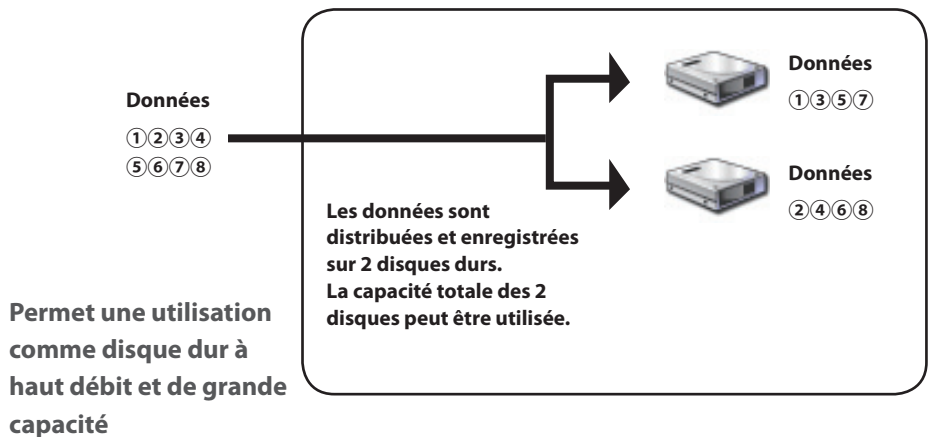 Données
①②③④
⑤⑥⑦⑧
Données
①③⑤⑦
Données
②④⑥⑧
Les données sont
distribuées et enregistrées
sur 2 disques durs.
La capacité totale des 2
disques peut être utilisée.
Permet une utilisation
comme disque dur à
haut débit et de grande
capacité